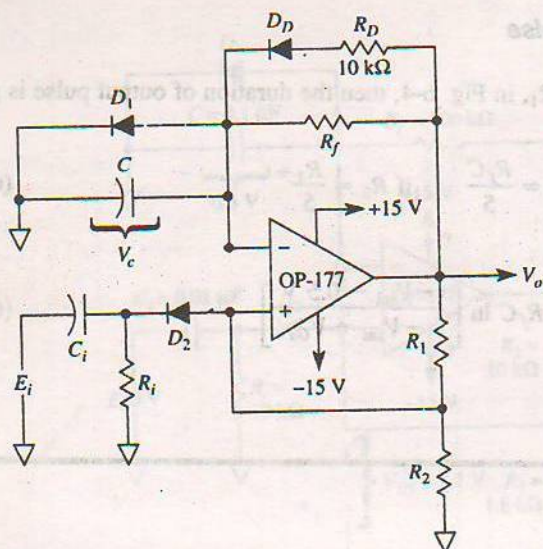 D_D
R_D
10 kΩ
D_1
R_f
C
V_c
+15 V
−
OP-177
V_o
+
C_i
D_2
−15 V
R_1
E_i
R_i
R_2